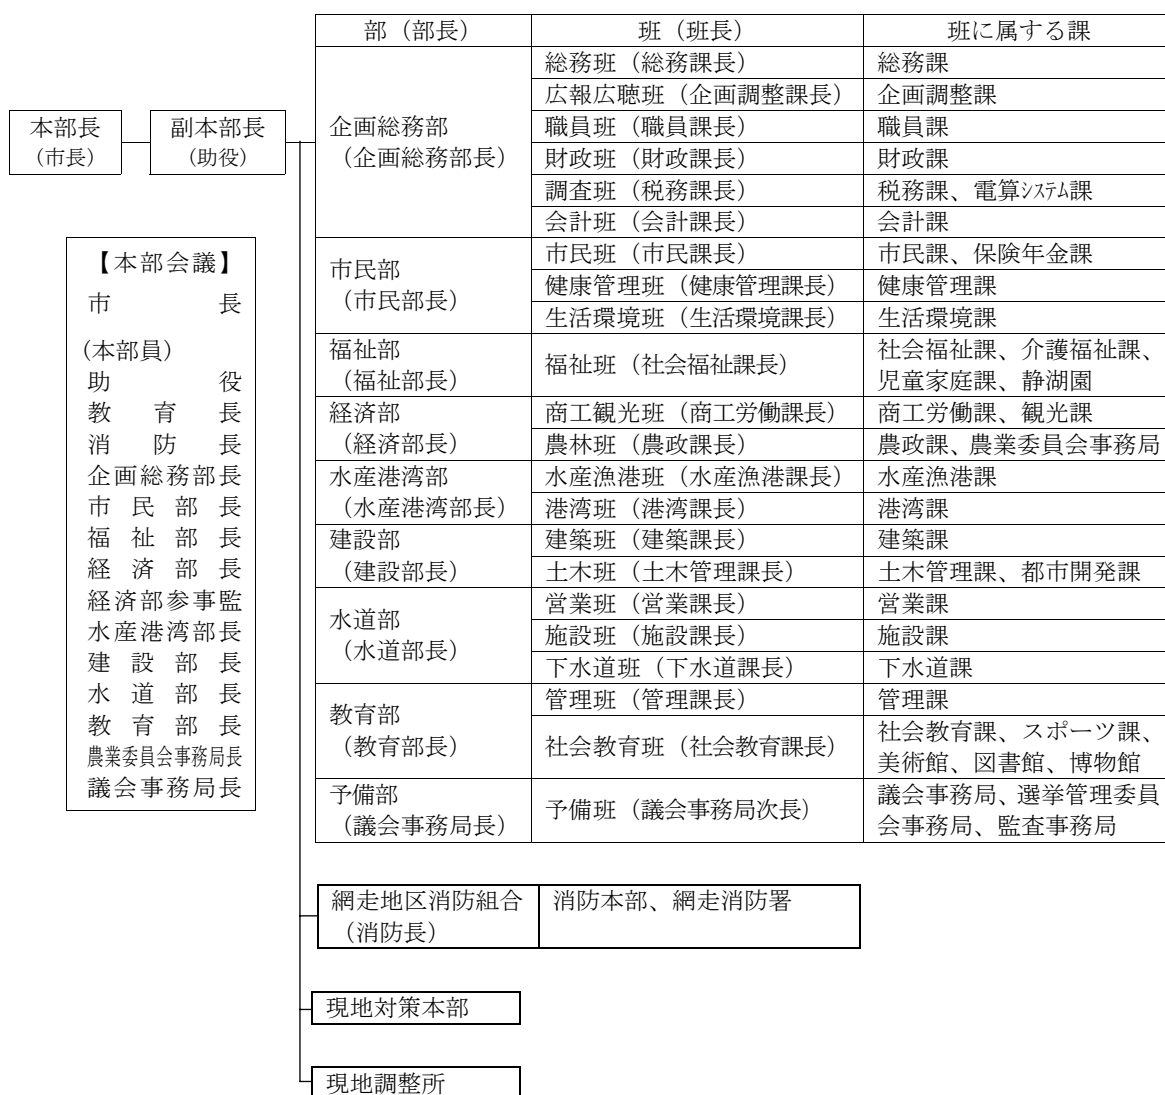 部（部長）　班（班長）　班に属する課
本部長
（市長）
副本部長
（助役）
企画総務部
（企画総務部長）
総務班（総務課長）　総務課
広報広聴班（企画調整課長）　企画調整課
職員班（職員課長）　職員課
財政班（財政課長）　財政課
調査班（税務課長）　税務課、電算ｼｽﾃﾑ課
会計班（会計課長）　会計課
市民部
（市民部長）
市民班（市民課長）　市民課、保険年金課
健康管理班（健康管理課長）　健康管理課
生活環境班（生活環境課長）　生活環境課
福祉部
（福祉部長）
福祉班（社会福祉課長）
社会福祉課、介護福祉課、
児童家庭課、静湖園
経済部
（経済部長）
商工観光班（商工労働課長）　商工労働課、観光課
農林班（農政課長）　農政課、農業委員会事務局
水産港湾部
（水産港湾部長）
水産漁港班（水産漁港課長）　水産漁港課
港湾班（港湾課長）　港湾課
建設部
（建設部長）
建築班（建築課長）　建築課
土木班（土木管理課長）　土木管理課、都市開発課
水道部
（水道部長）
営業班（営業課長）　営業課
施設班（施設課長）　施設課
下水道班（下水道課長）　下水道課
教育部
（教育部長）
管理班（管理課長）　管理課
社会教育班（社会教育課長）
社会教育課、スポーツ課、
美術館、図書館、博物館
予備部
（議会事務局長）
予備班（議会事務局次長）
議会事務局、選挙管理委員
会事務局、監査事務局
【本部会議】
市　長
（本部員）
助　役
教　育　長
消　防　長
企画総務部長
市民部長
福祉部長
経済部長
経済部参事監
水産港湾部長
建設部長
水道部長
教育部長
農業委員会事務局長
議会事務局長
網走地区消防組合
（消防長）
消防本部、網走消防署
現地対策本部
現地調整所